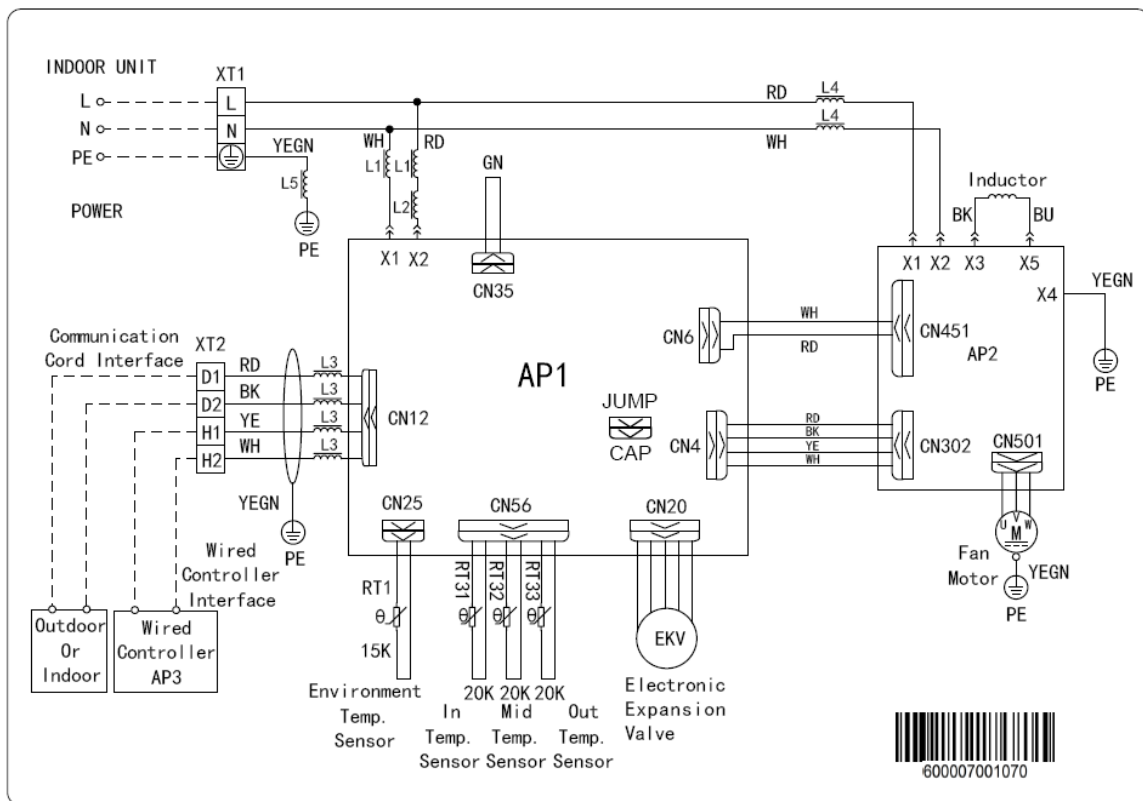 INDOOR UNIT
XT1
L
L
N
N
PE
YEGN
L5
PE
POWER
RD
L4
L4
WH
WH
RD
L1
L1
L2
GN
X1
X2
CN35
Inductor
BK
BU
X1
X2
X3
X5
X4
YEGN
PE
Communication
Cord Interface
XT2
D1
D2
H1
H2
RD
BK
YE
WH
L3
L3
L3
L3
CN12
YEGN
PE
AP1
JUMP
CAP
CN6
WH
RD
CN451
AP2
CN4
RD
BK
YE
WH
CN302
CN501
U
V
W
M
Fan
Motor
YEGN
PE
CN25
CN56
CN20
Wired
Controller
Interface
Outdoor
Or
Indoor
Wired
Controller
AP3
RT1
θ
15K
Environment
Temp.
Sensor
RT31
RT32
RT33
θ
θ
θ
20K
20K
20K
In
Temp.
Sensor
Mid
Temp.
Sensor
Out
Temp.
Sensor
EKV
Electronic
Expansion
Valve
600007001070